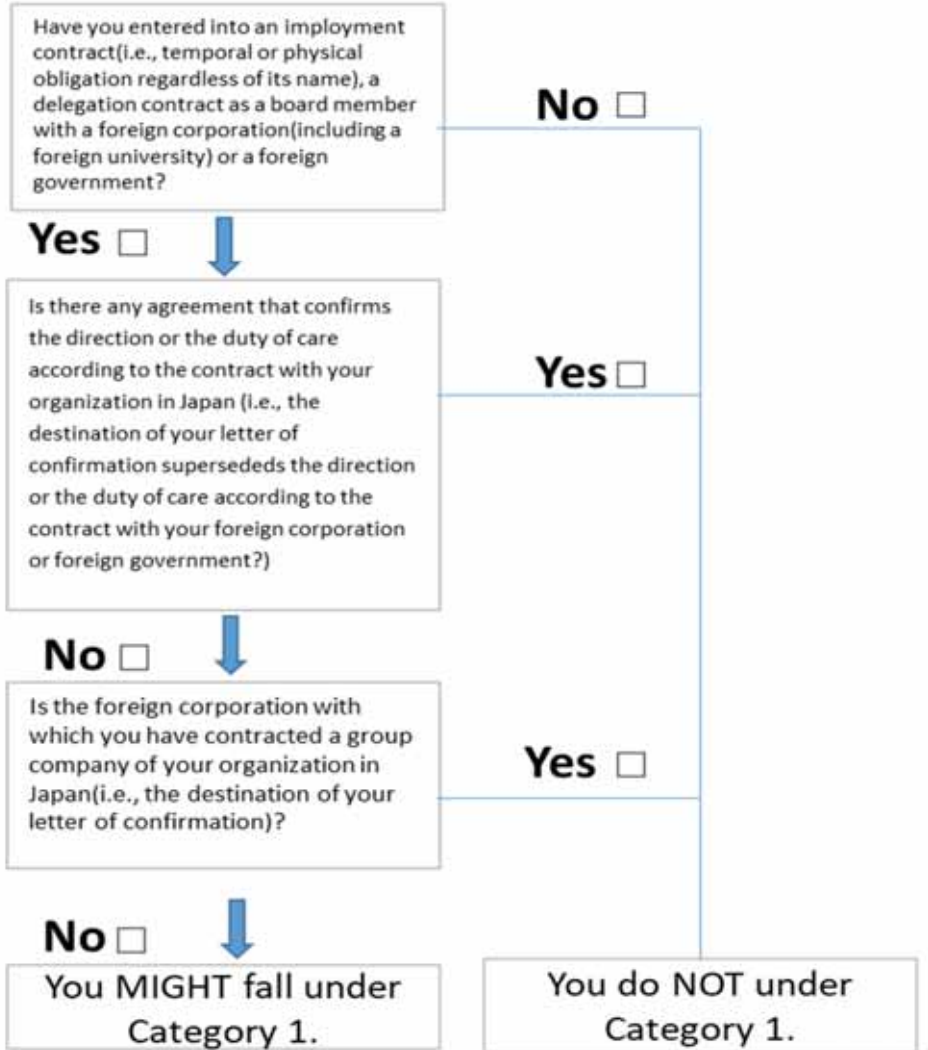 Have you entered into an imployment
contract(i.e., temporal or physical
obligation regardless of its name), a
delegation contract as a board member
with a foreign corporation(including a
foreign university) or a foreign
government?
No □
Yes □
Is there any agreement that confirms
the direction or the duty of care
according to the contract with your
organization in Japan (i.e., the
destination of your letter of
confirmation supersededs the direction
or the duty of care according to the
contract with your foreign corporation
or foreign government?)
Yes □
No □
Is the foreign corporation with
which you have contracted a group
company of your organization in
Japan(i.e., the destination of your
letter of confirmation)?
Yes □
No □
You MIGHT fall under
Category 1.
You do NOT under
Category 1.